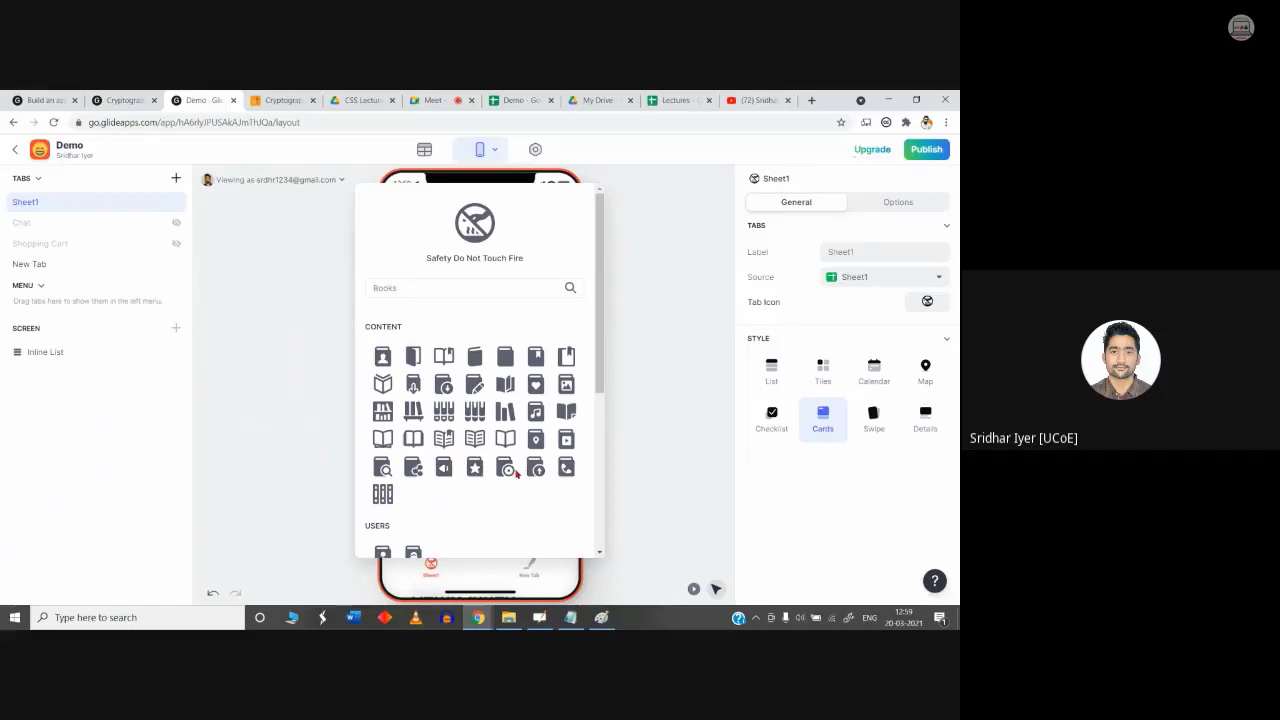 Build an ap
Cryptograph
Demo - Gli
Cryptograp
CSS Lecture
Meet -
Demo - Go
My Drive -
Lectures -
(72) Sridha
go.glideapps.com/app/hA6rlyJPUSAkAJmThJQa/layout
Demo
Sridhar Iyer
Upgrade
Publish
TABS
Sheet1
Chat
Shopping Cart
New Tab
MENU
Drag tabs here to show them in the left menu.
SCREEN
Inline List
Viewing as srdhr1234@gmail.com
Safety Do Not Touch Fire
Books
CONTENT
USERS
Sheet1
New Tab
Sheet1
General
Options
TABS
Label
Sheet1
Source
Sheet1
Tab Icon
STYLE
List
Tiles
Calendar
Map
Checklist
Cards
Swipe
Details
Type here to search
ENG
12:59
20-03-2021
Sridhar Iyer [UCoE]